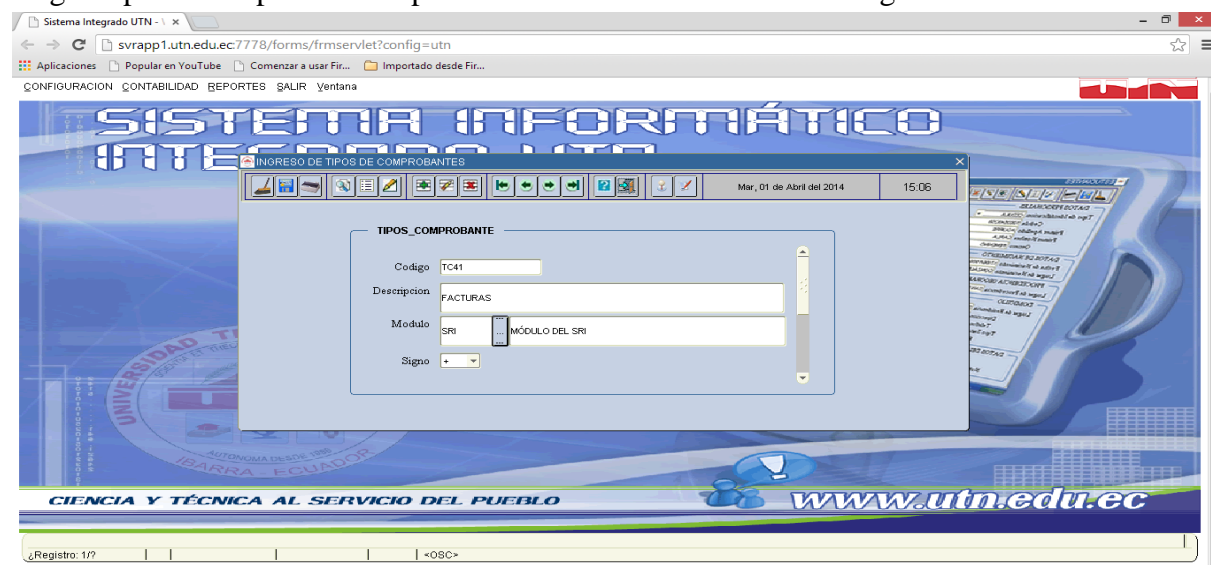 Sistema Integrado UTN - \
svrapp1.utn.edu.ec:7778/forms/frmservlet?config=utn
Aplicaciones Popular en YouTube Comenzar a usar Fir... Importado desde Fir...
CONFIGURACION CONTABILIDAD REPORTES SALIR Ventana
SISTEMA INFORMÁTICO
INGRESO DE TIPOS DE COMPROBANTES
Mar, 01 de Abril del 2014 15:06
TIPOS_COMPROBANTE
Codigo TC41
Descripcion FACTURAS
Modulo SRI ... MÓDULO DEL SRI
Signo +
IBARRA - ECUADOR
CIENCIA Y TÉCNICA AL SERVICIO DEL PUEBLO
www.utn.edu.ec
¿Registro: 1/? <OSC>